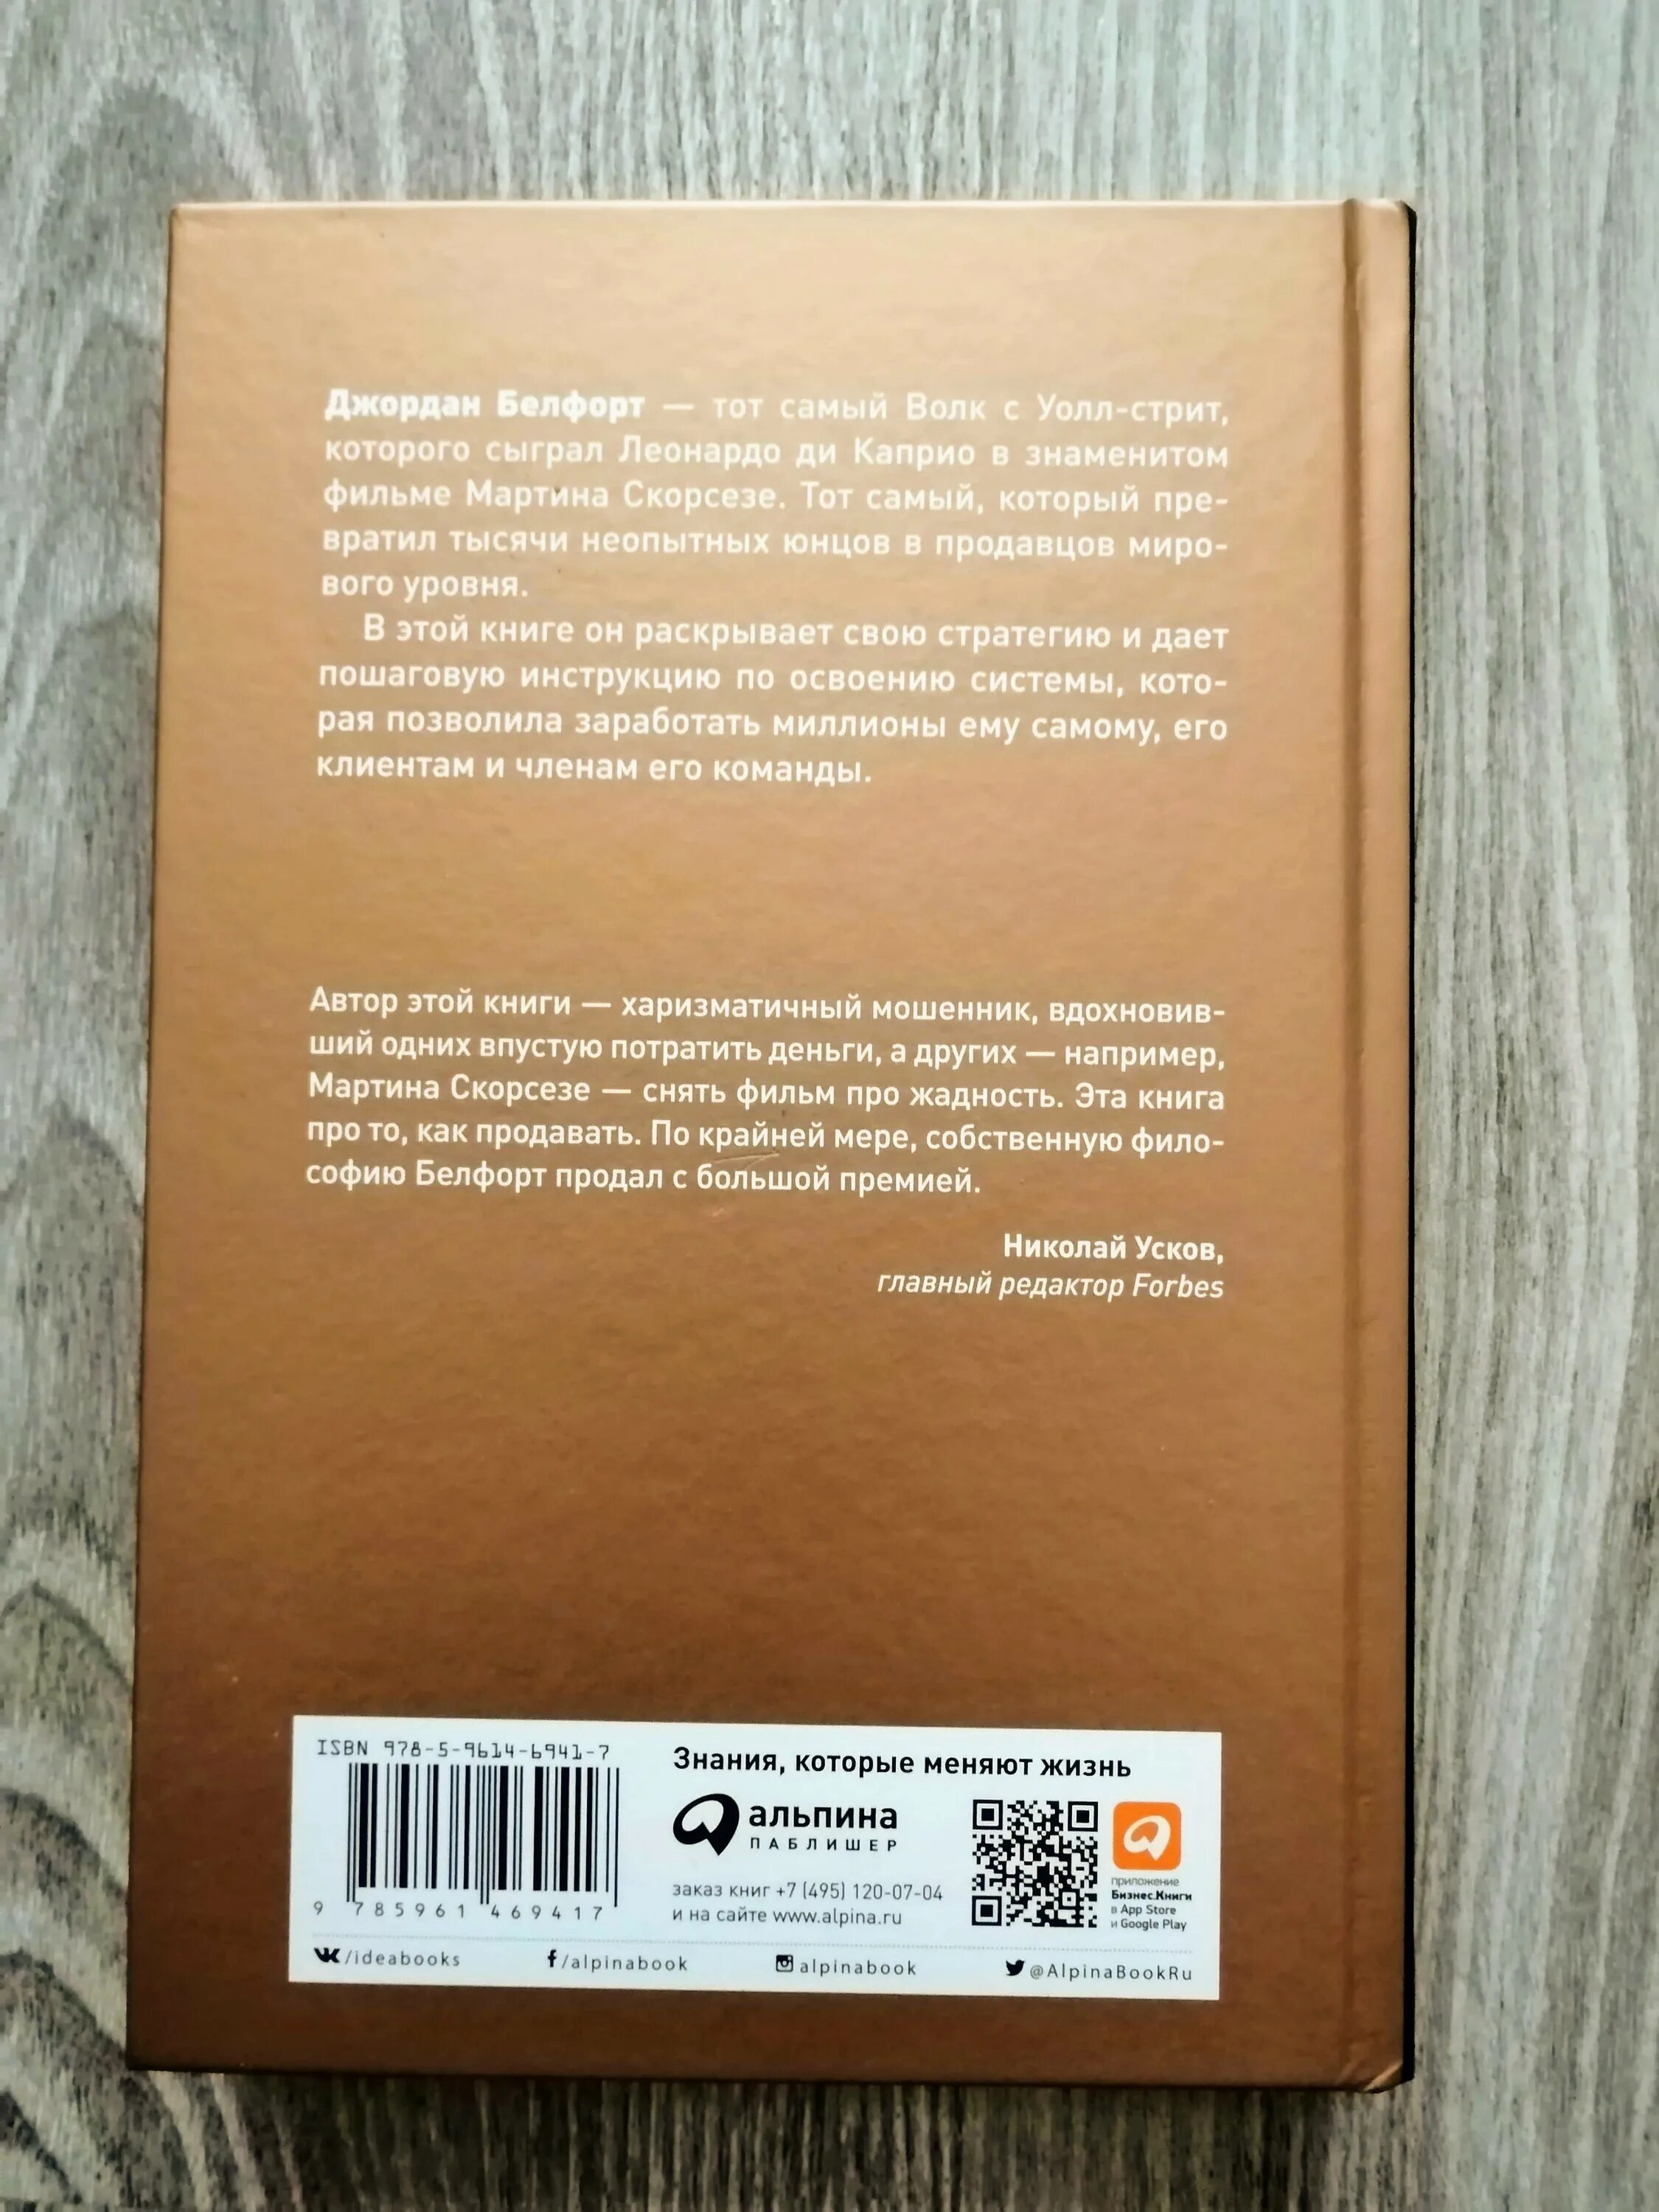 Джордан Белфорт — тот самый Волк с Уолл-стрит,
которого сыграл Леонардо ди Каприо в знаменитом
фильме Мартина Скорсезе. Тот самый, который пре-
вратил тысячи неопытных юнцов в продавцов миро-
вого уровня.
В этой книге он раскрывает свою стратегию и дает
пошаговую инструкцию по освоению системы, кото-
рая позволила заработать миллионы ему самому, его
клиентам и членам его команды.
Автор этой книги — харизматичный мошенник, вдохновив-
ший одних впустую потратить деньги, а других — например,
Мартина Скорсезе — снять фильм про жадность. Эта книга
про то, как продавать. По крайней мере, собственную фило-
софию Белфорт продал с большой премией.
Николай Усков,
главный редактор Forbes
ISBN 978-5-9614-6941-7
9 785961 469417
Знания, которые меняют жизнь
альпина
ПАБЛИШЕР
заказ книг +7 (495) 120-07-04
и на сайте www.alpina.ru
приложение
Бизнес.Книги
в App Store
и Google Play
/ideabooks
f/alpinabook
alpinabook
@AlpinaBookRu